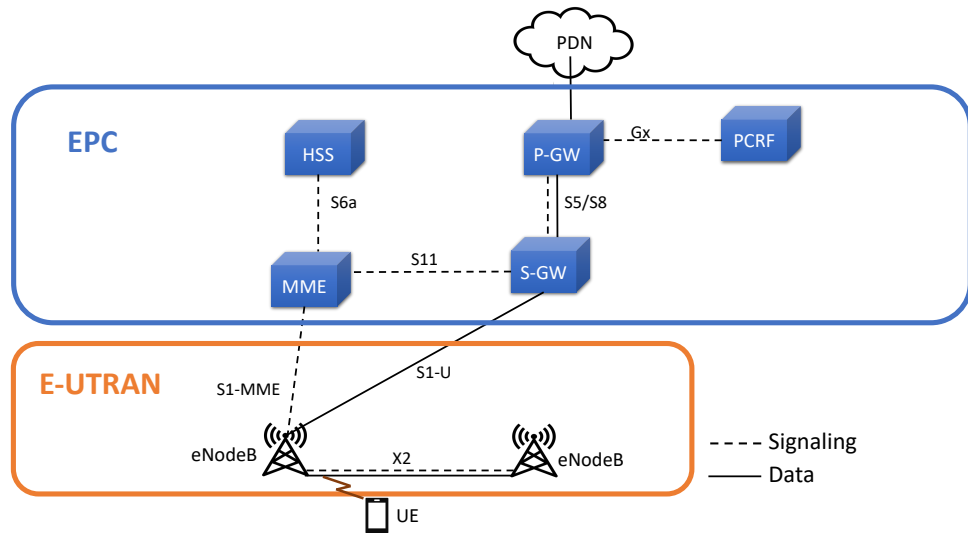 PDN
EPC
HSS
P-GW
Gx
PCRF
S6a
S5/S8
MME
S11
S-GW
E-UTRAN
S1-MME
S1-U
eNodeB
X2
eNodeB
Signaling
Data
UE